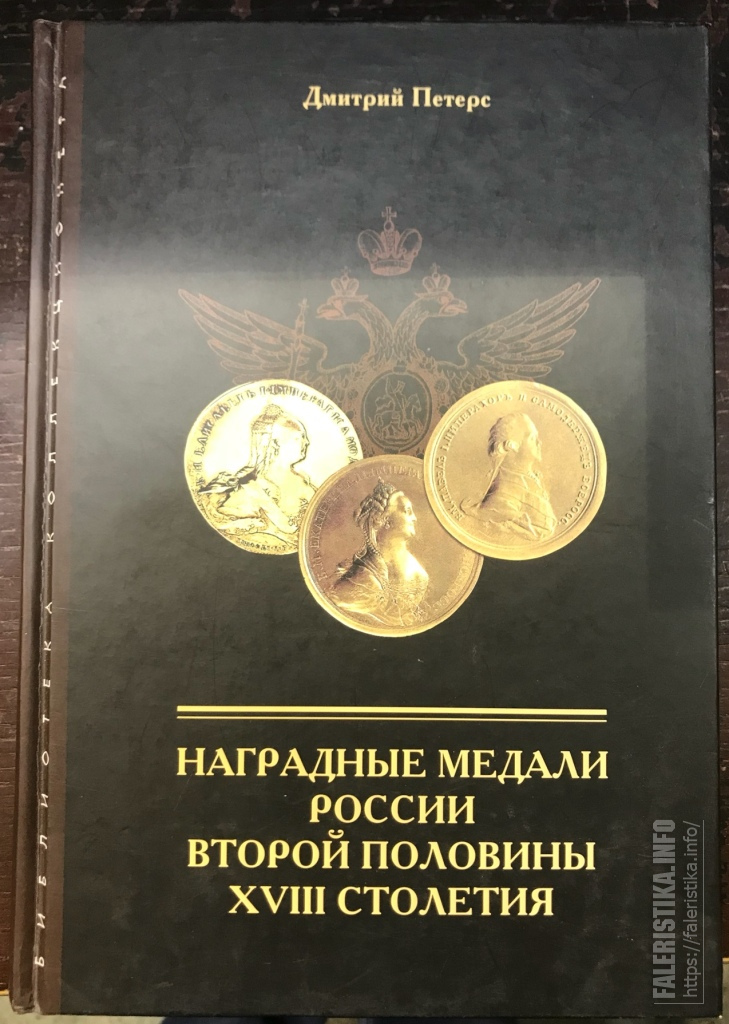 Дмитрий Петерс
НАГРАДНЫЕ МЕДАЛИ
РОССИИ
ВТОРОЙ ПОЛОВИНЫ
XVIII СТОЛЕТИЯ
БИБЛИОТЕКА КОЛЛЕКЦИОНЕРА
FALERISTIKA.INFO
https://faleristika.info/